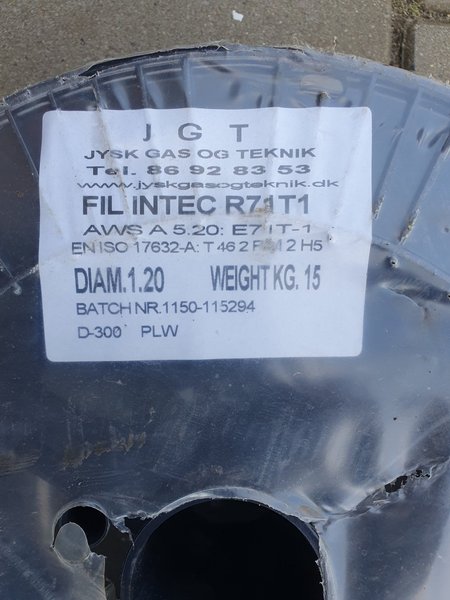 J G T
JYSK GAS OG TEKNIK
Tel. 86 92 83 53
www.jyskgasogteknik.dk
FIL INTEC R71T1
AWS A 5.20: E71T-1
EN ISO 17632-A: T 46 2 P M 2 H5
DIAM.1.20 WEIGHT KG. 15
BATCH NR.1150-115294
D-300 PLW